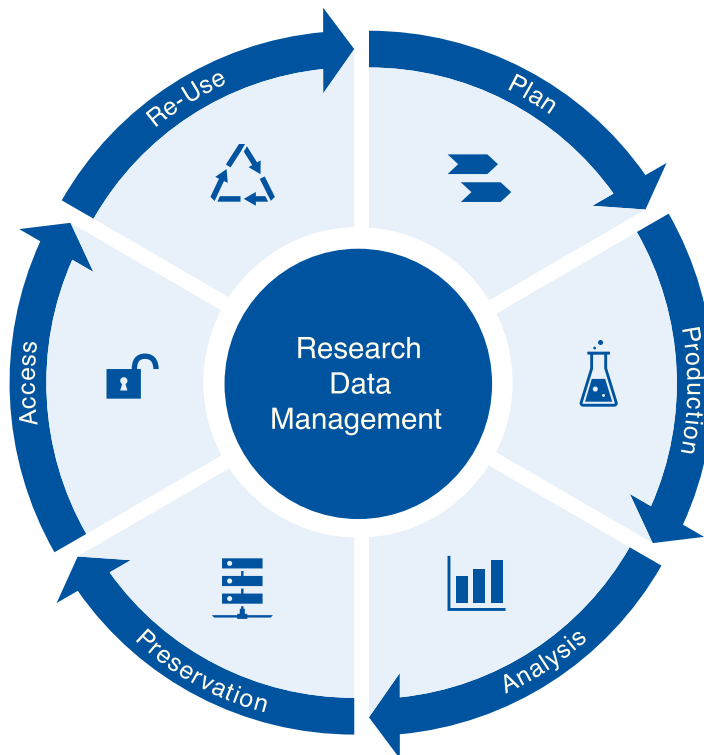 Research
Data
Management
Plan
Production
Analysis
Preservation
Access
Re-Use